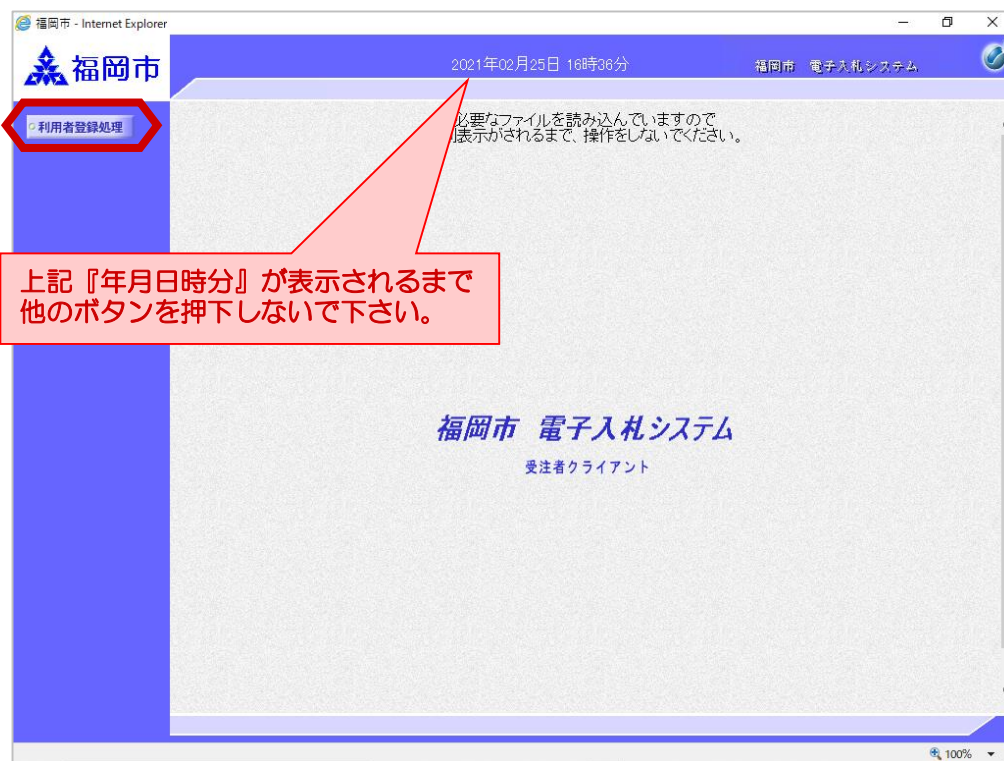 福岡市 - Internet Explorer
福岡市
2021年02月25日 16時36分
福岡市 電子入札システム
利用者登録処理
必要なファイルを読み込んでいますので
表示がされるまで、操作をしないでください。
上記『年月日時分』が表示されるまで
他のボタンを押下しないで下さい。
福岡市 電子入札システム
受注者クライアント
100%